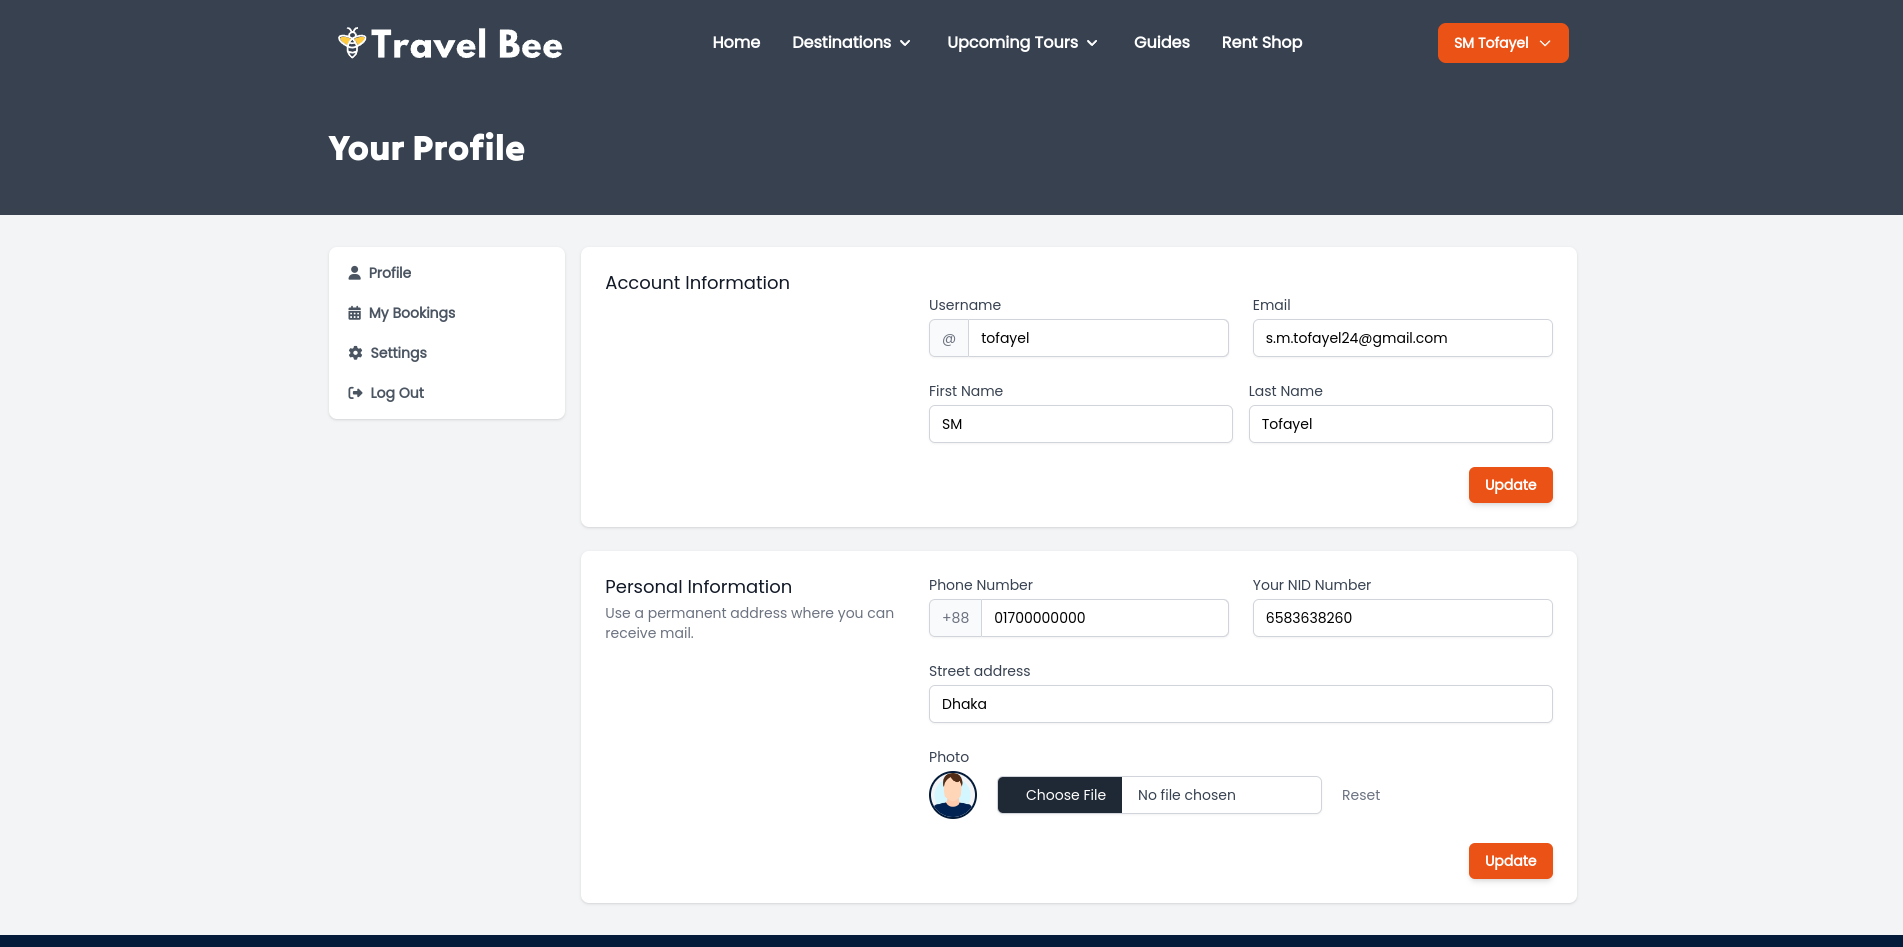 Travel Bee
Home Destinations Upcoming Tours Guides Rent Shop
SM Tofayel
Your Profile
Profile
My Bookings
Settings
Log Out
Account Information
Username Email
@ tofayel s.m.tofayel24@gmail.com
First Name Last Name
SM Tofayel
Update
Personal Information
Use a permanent address where you can
receive mail.
Phone Number Your NID Number
+88 01700000000 6583638260
Street address
Dhaka
Photo
Choose File No file chosen Reset
Update